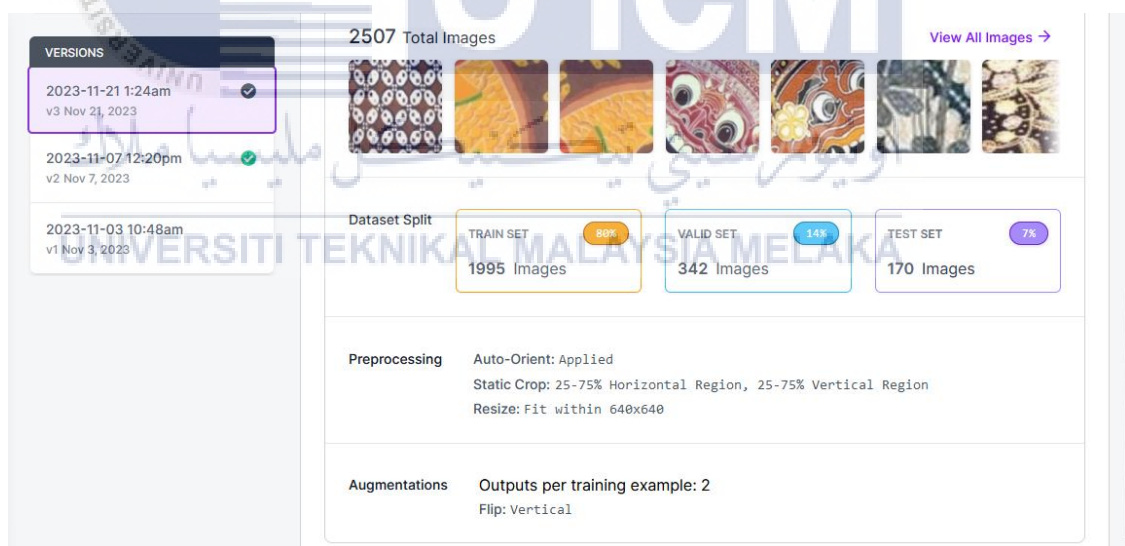 VERSIONS
2023-11-21 1:24am
v3 Nov 21, 2023
2023-11-07 12:20pm
v2 Nov 7, 2023
2023-11-03 10:48am
v1 Nov 3, 2023
2507 Total Images
View All Images →
Dataset Split
TRAIN SET 80%
1995 Images
VALID SET 14%
342 Images
TEST SET 7%
170 Images
Preprocessing
Auto-Orient: Applied
Static Crop: 25-75% Horizontal Region, 25-75% Vertical Region
Resize: Fit within 640x640
Augmentations
Outputs per training example: 2
Flip: Vertical
UNIVERSITI TEKNIKAL MALAYSIA MELAKA